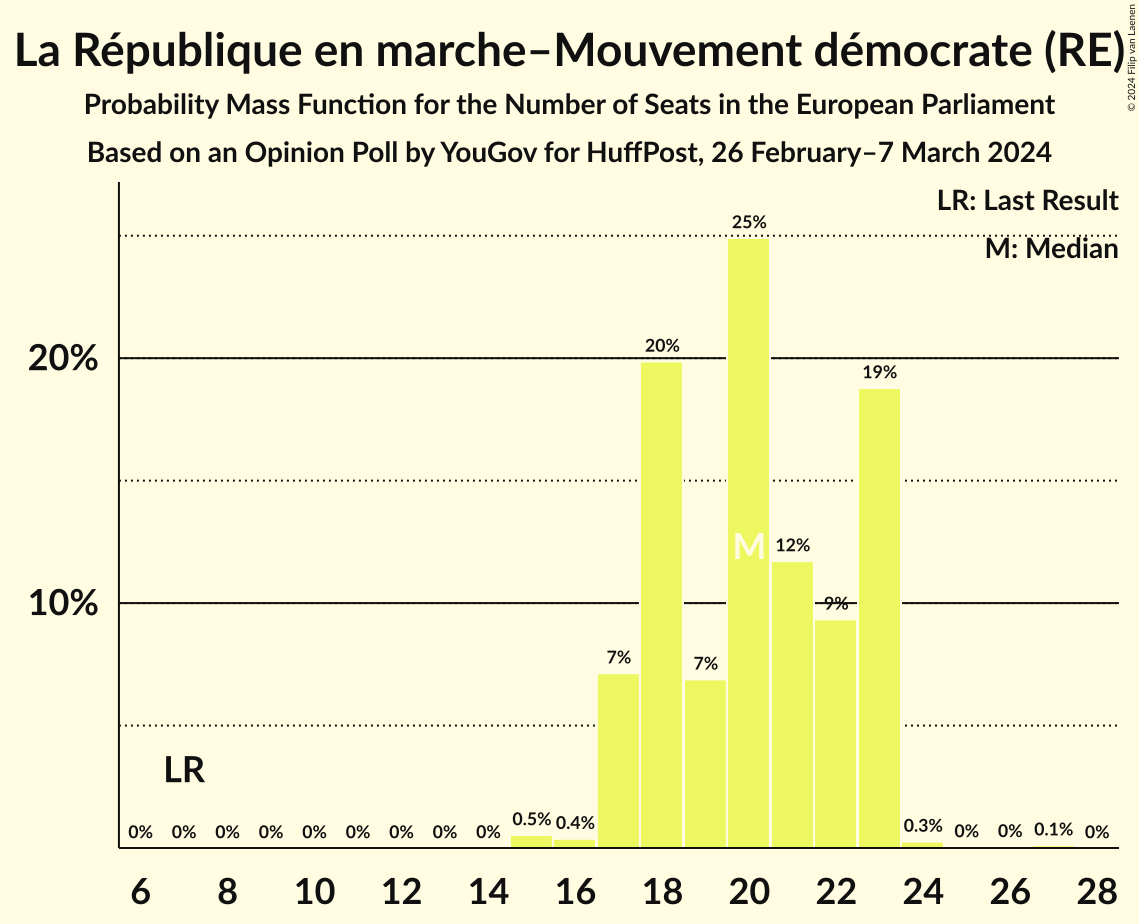 La République en marche–Mouvement démocrate (RE)
© 2024 Filip van Laenen
Probability Mass Function for the Number of Seats in the European Parliament
Based on an Opinion Poll by YouGov for HuffPost, 26 February–7 March 2024
LR: Last Result
M: Median
25%
20%
20%
19%
M
12%
10%
9%
7%
7%
LR
0%
0%
0%
0%
0%
0%
0%
0%
0%
0.5%
0.4%
0.3%
0%
0%
0.1%
0%
6 8 10 12 14 16 18 20 22 24 26 28